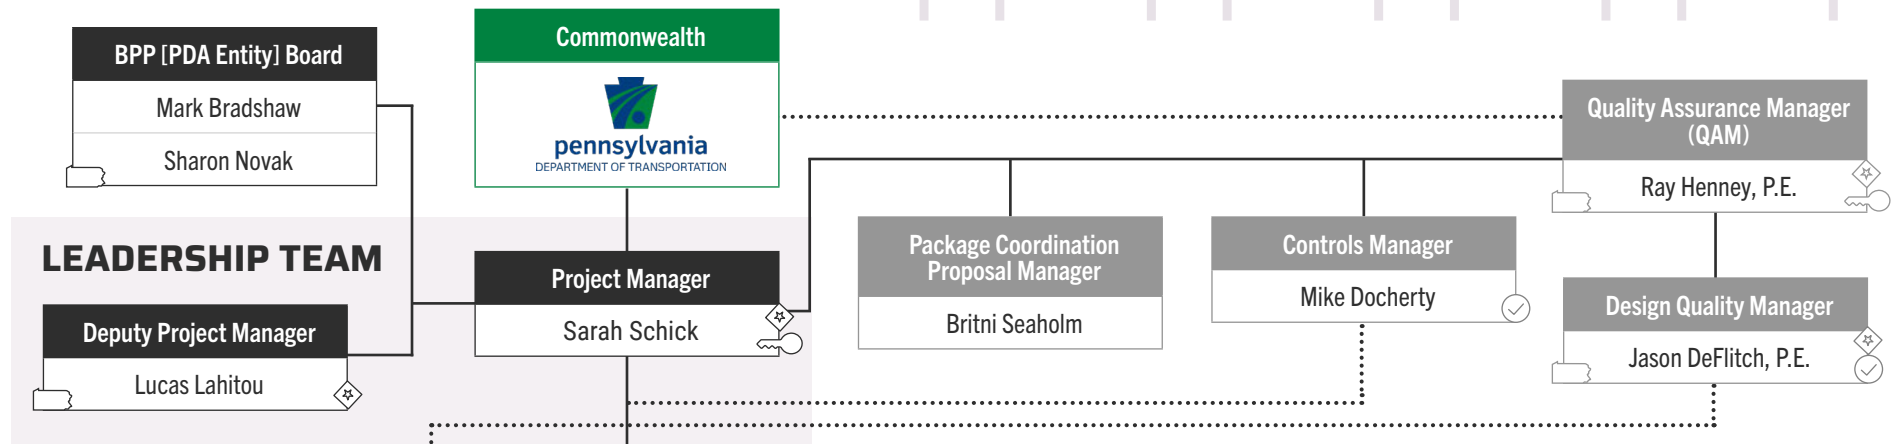 BPP [PDA Entity] Board
Mark Bradshaw
Sharon Novak
Commonwealth
pennsylvania
DEPARTMENT OF TRANSPORTATION
Quality Assurance Manager
(QAM)
Ray Henney, P.E.
LEADERSHIP TEAM
Project Manager
Sarah Schick
Deputy Project Manager
Lucas Lahitou
Package Coordination
Proposal Manager
Britni Seaholm
Controls Manager
Mike Docherty
Design Quality Manager
Jason DeFlitch, P.E.